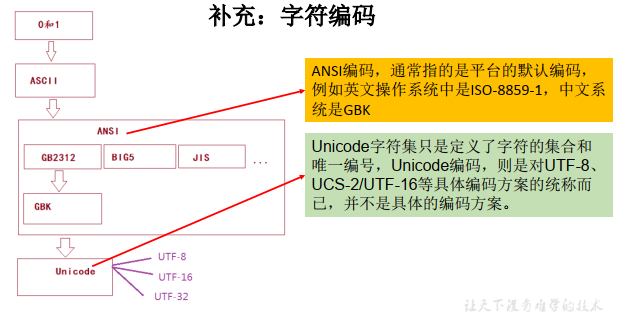 补充：字符编码
0和1
ASCII
ANSI
GB2312
BIG5
JIS
...
GBK
Unicode
UTF-8
UTF-16
UTF-32
ANSI编码，通常指的是平台的默认编码，
例如英文操作系统中是ISO-8859-1，中文系
统是GBK
Unicode字符集只是定义了字符的集合和
唯一编号，Unicode编码，则是对UTF-8、
UCS-2/UTF-16等具体编码方案的统称而
已，并不是具体的编码方案。
让天下没有难学的技术